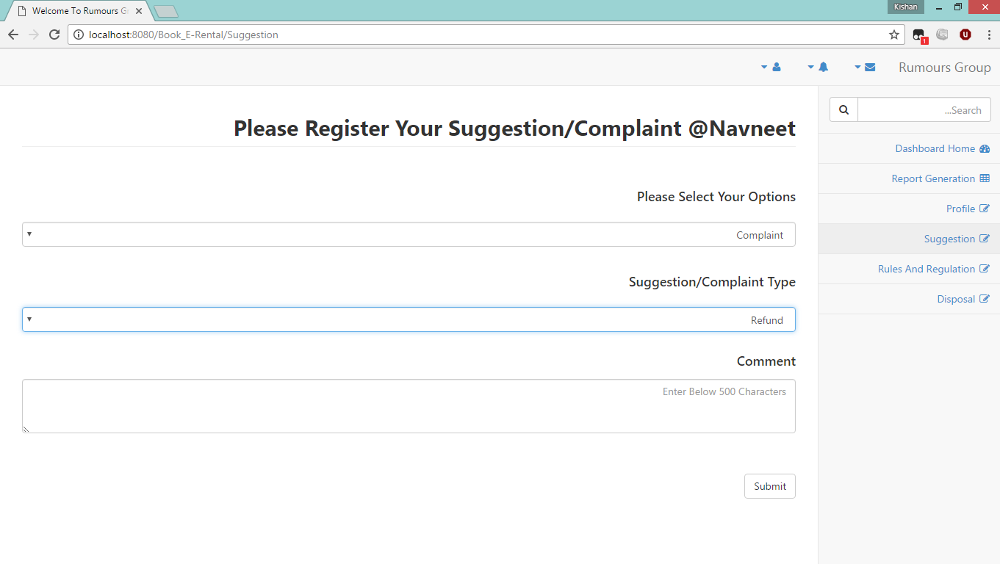 Welcome To Rumours Gr
Kishan
localhost:8080/Book_E-Rental/Suggestion
1
Rumours Group
Please Register Your Suggestion/Complaint @Navneet
Please Select Your Options
Complaint
Suggestion/Complaint Type
Refund
Comment
Enter Below 500 Characters
Submit
...Search
Dashboard Home
Report Generation
Profile
Suggestion
Rules And Regulation
Disposal